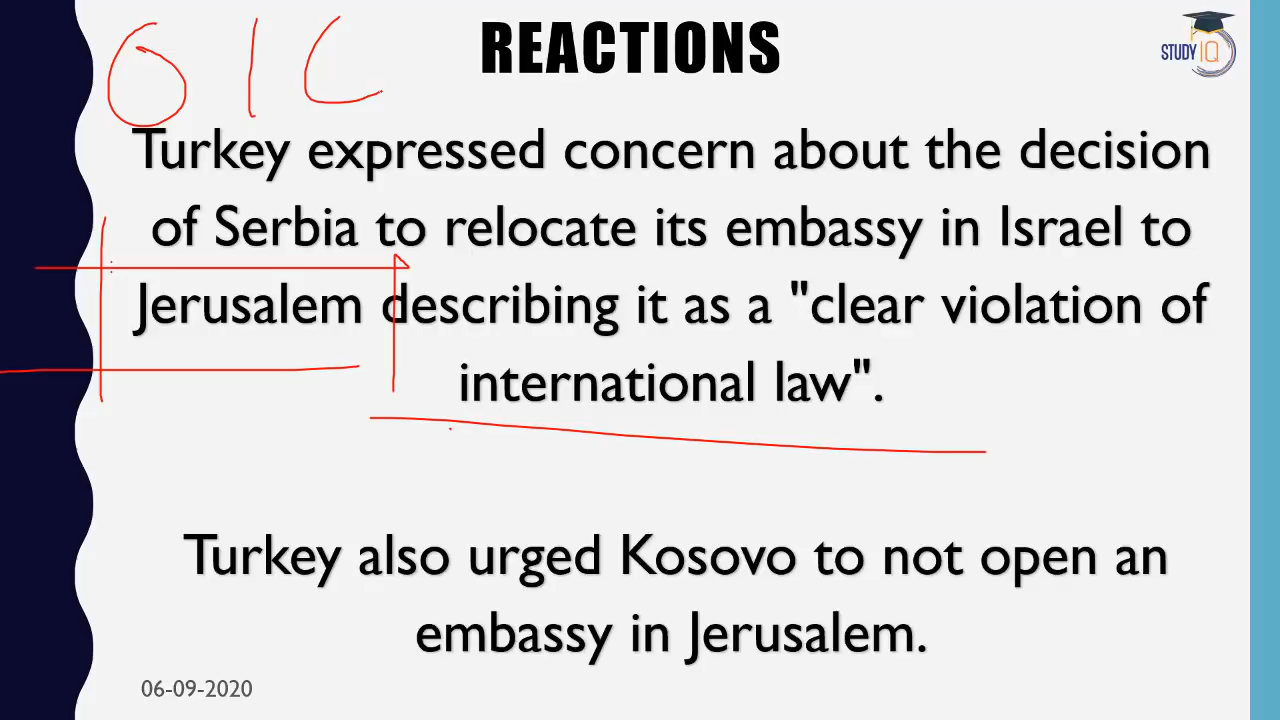 OIC
REACTIONS
STUDY IQ
Turkey expressed concern about the decision
of Serbia to relocate its embassy in Israel to
Jerusalem describing it as a "clear violation of
international law".
Turkey also urged Kosovo to not open an
embassy in Jerusalem.
06-09-2020